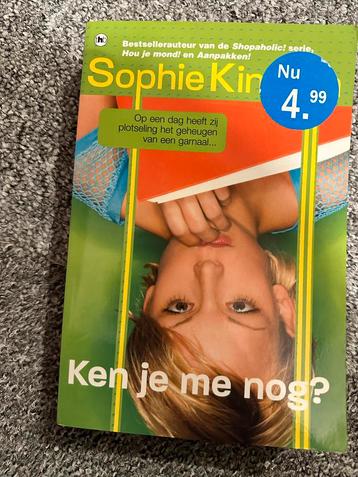 h
Bestsellerauteur van de Shopaholic! serie,
Hou je mond! en Aanpakken!
Sophie Kin
Nu
4.99
Op een dag heeft zij
plotseling het geheugen
van een garnaal...
Ken je me nog?